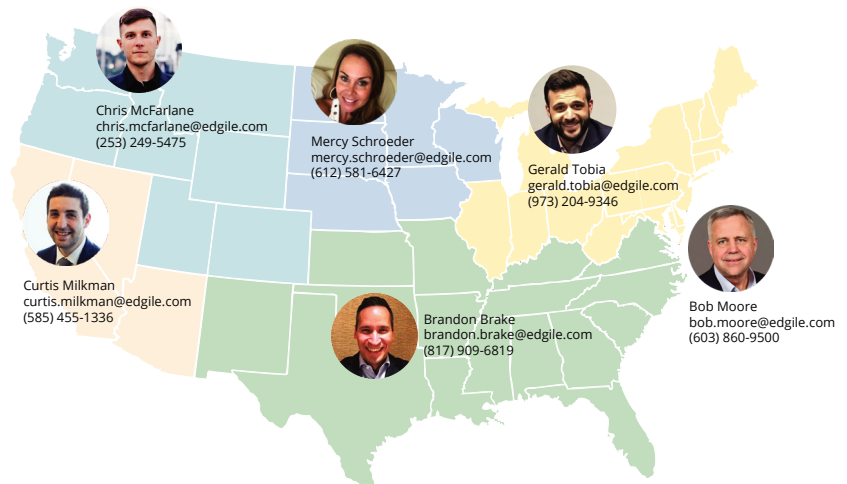 Chris McFarlane
chris.mcfarlane@edgile.com
(253) 249-5475
Mercy Schroeder
mercy.schroeder@edgile.com
(612) 581-6427
Gerald Tobia
gerald.tobia@edgile.com
(973) 204-9346
Curtis Milkman
curtis.milkman@edgile.com
(585) 455-1336
Brandon Brake
brandon.brake@edgile.com
(817) 909-6819
Bob Moore
bob.moore@edgile.com
(603) 860-9500